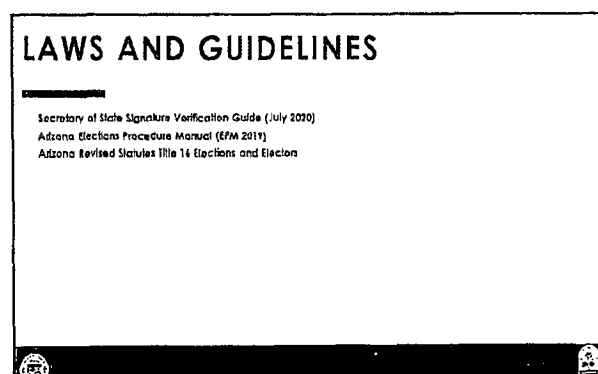 LAWS AND GUIDELINES
Secretary of State Signature Verification Guide (July 2020)
Arizona Elections Procedure Manual (EPM 2019)
Arizona Revised Statutes Title 16 Elections and Electors